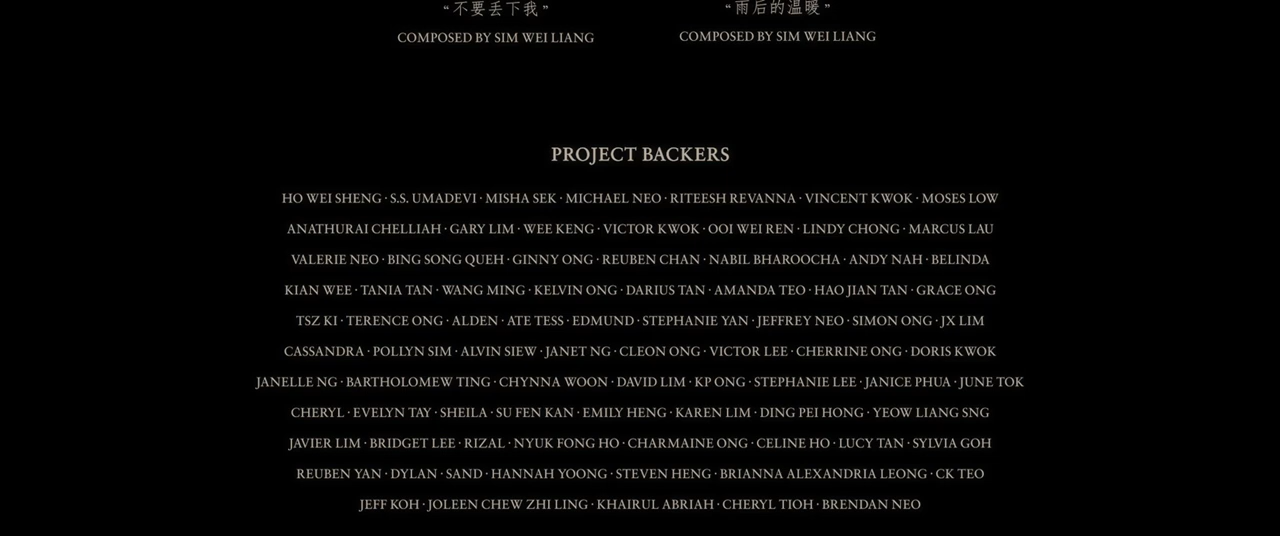 “不要丢下我” “雨后的温暖”
COMPOSED BY SIM WEI LIANG COMPOSED BY SIM WEI LIANG
PROJECT BACKERS
HO WEI SHENG · S.S. UMADEVI · MISHA SEK · MICHAEL NEO · RITEESH REVANNA · VINCENT KWOK · MOSES LOW
ANATHURAI CHELLIAH · GARY LIM · WEE KENG · VICTOR KWOK · OOI WEI REN · LINDY CHONG · MARCUS LAU
VALERIE NEO · BING SONG QUEH · GINNY ONG · REUBEN CHAN · NABIL BHAROOCHA · ANDY NAH · BELINDA
KIAN WEE · TANIA TAN · WANG MING · KELVIN ONG · DARIUS TAN · AMANDA TEO · HAO JIAN TAN · GRACE ONG
TSZ KI · TERENCE ONG · ALDEN · ATE TESS · EDMUND · STEPHANIE YAN · JEFFREY NEO · SIMON ONG · JX LIM
CASSANDRA · POLLYN SIM · ALVIN SIEW · JANET NG · CLEON ONG · VICTOR LEE · CHERRINE ONG · DORIS KWOK
JANELLE NG · BARTHOLOMEW TING · CHYNNA WOON · DAVID LIM · KP ONG · STEPHANIE LEE · JANICE PHUA · JUNE TOK
CHERYL · EVELYN TAY · SHEILA · SU FEN KAN · EMILY HENG · KAREN LIM · DING PEI HONG · YEOW LIANG SNG
JAVIER LIM · BRIDGET LEE · RIZAL · NYUK FONG HO · CHARMAINE ONG · CELINE HO · LUCY TAN · SYLVIA GOH
REUBEN YAN · DYLAN · SAND · HANNAH YOONG · STEVEN HENG · BRIANNA ALEXANDRIA LEONG · CK TEO
JEFF KOH · JOLEEN CHEW ZHI LING · KHAIRUL ABRIAH · CHERYL TIOH · BRENDAN NEO